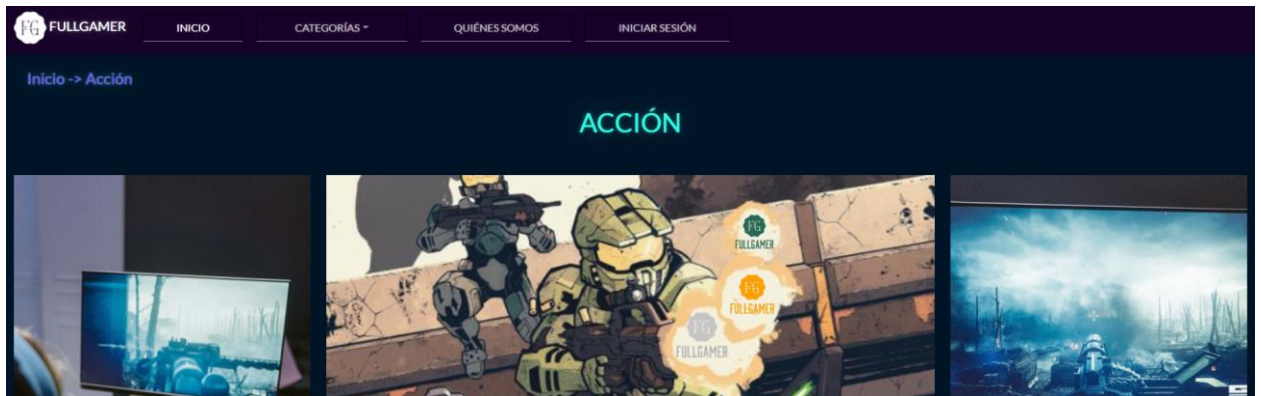 FG FULLGAMER INICIO CATEGORÍAS QUIÉNES SOMOS INICIAR SESIÓN
Inicio -> Acción
ACCIÓN
FG
FULLGAMER
FG
FULLGAMER
FG
FULLGAMER